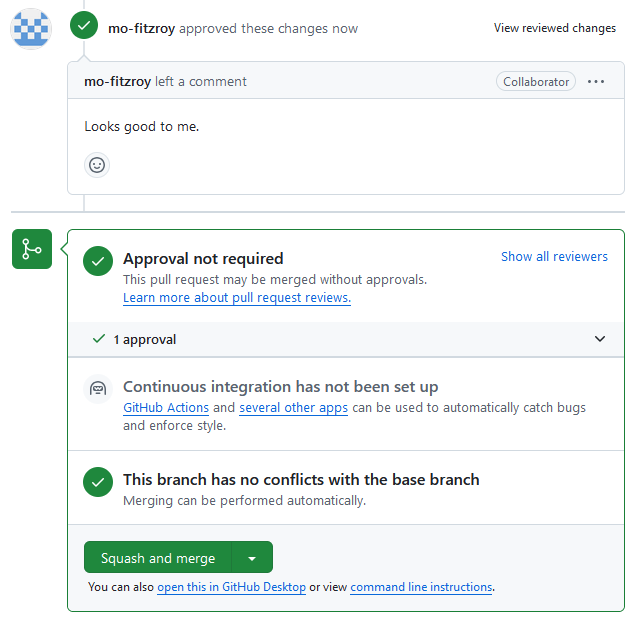 mo-fitzroy approved these changes now
View reviewed changes
mo-fitzroy left a comment
Collaborator
Looks good to me.
Approval not required
Show all reviewers
This pull request may be merged without approvals.
Learn more about pull request reviews.
1 approval
Continuous integration has not been set up
GitHub Actions and several other apps can be used to automatically catch bugs
and enforce style.
This branch has no conflicts with the base branch
Merging can be performed automatically.
Squash and merge
You can also open this in GitHub Desktop or view command line instructions.